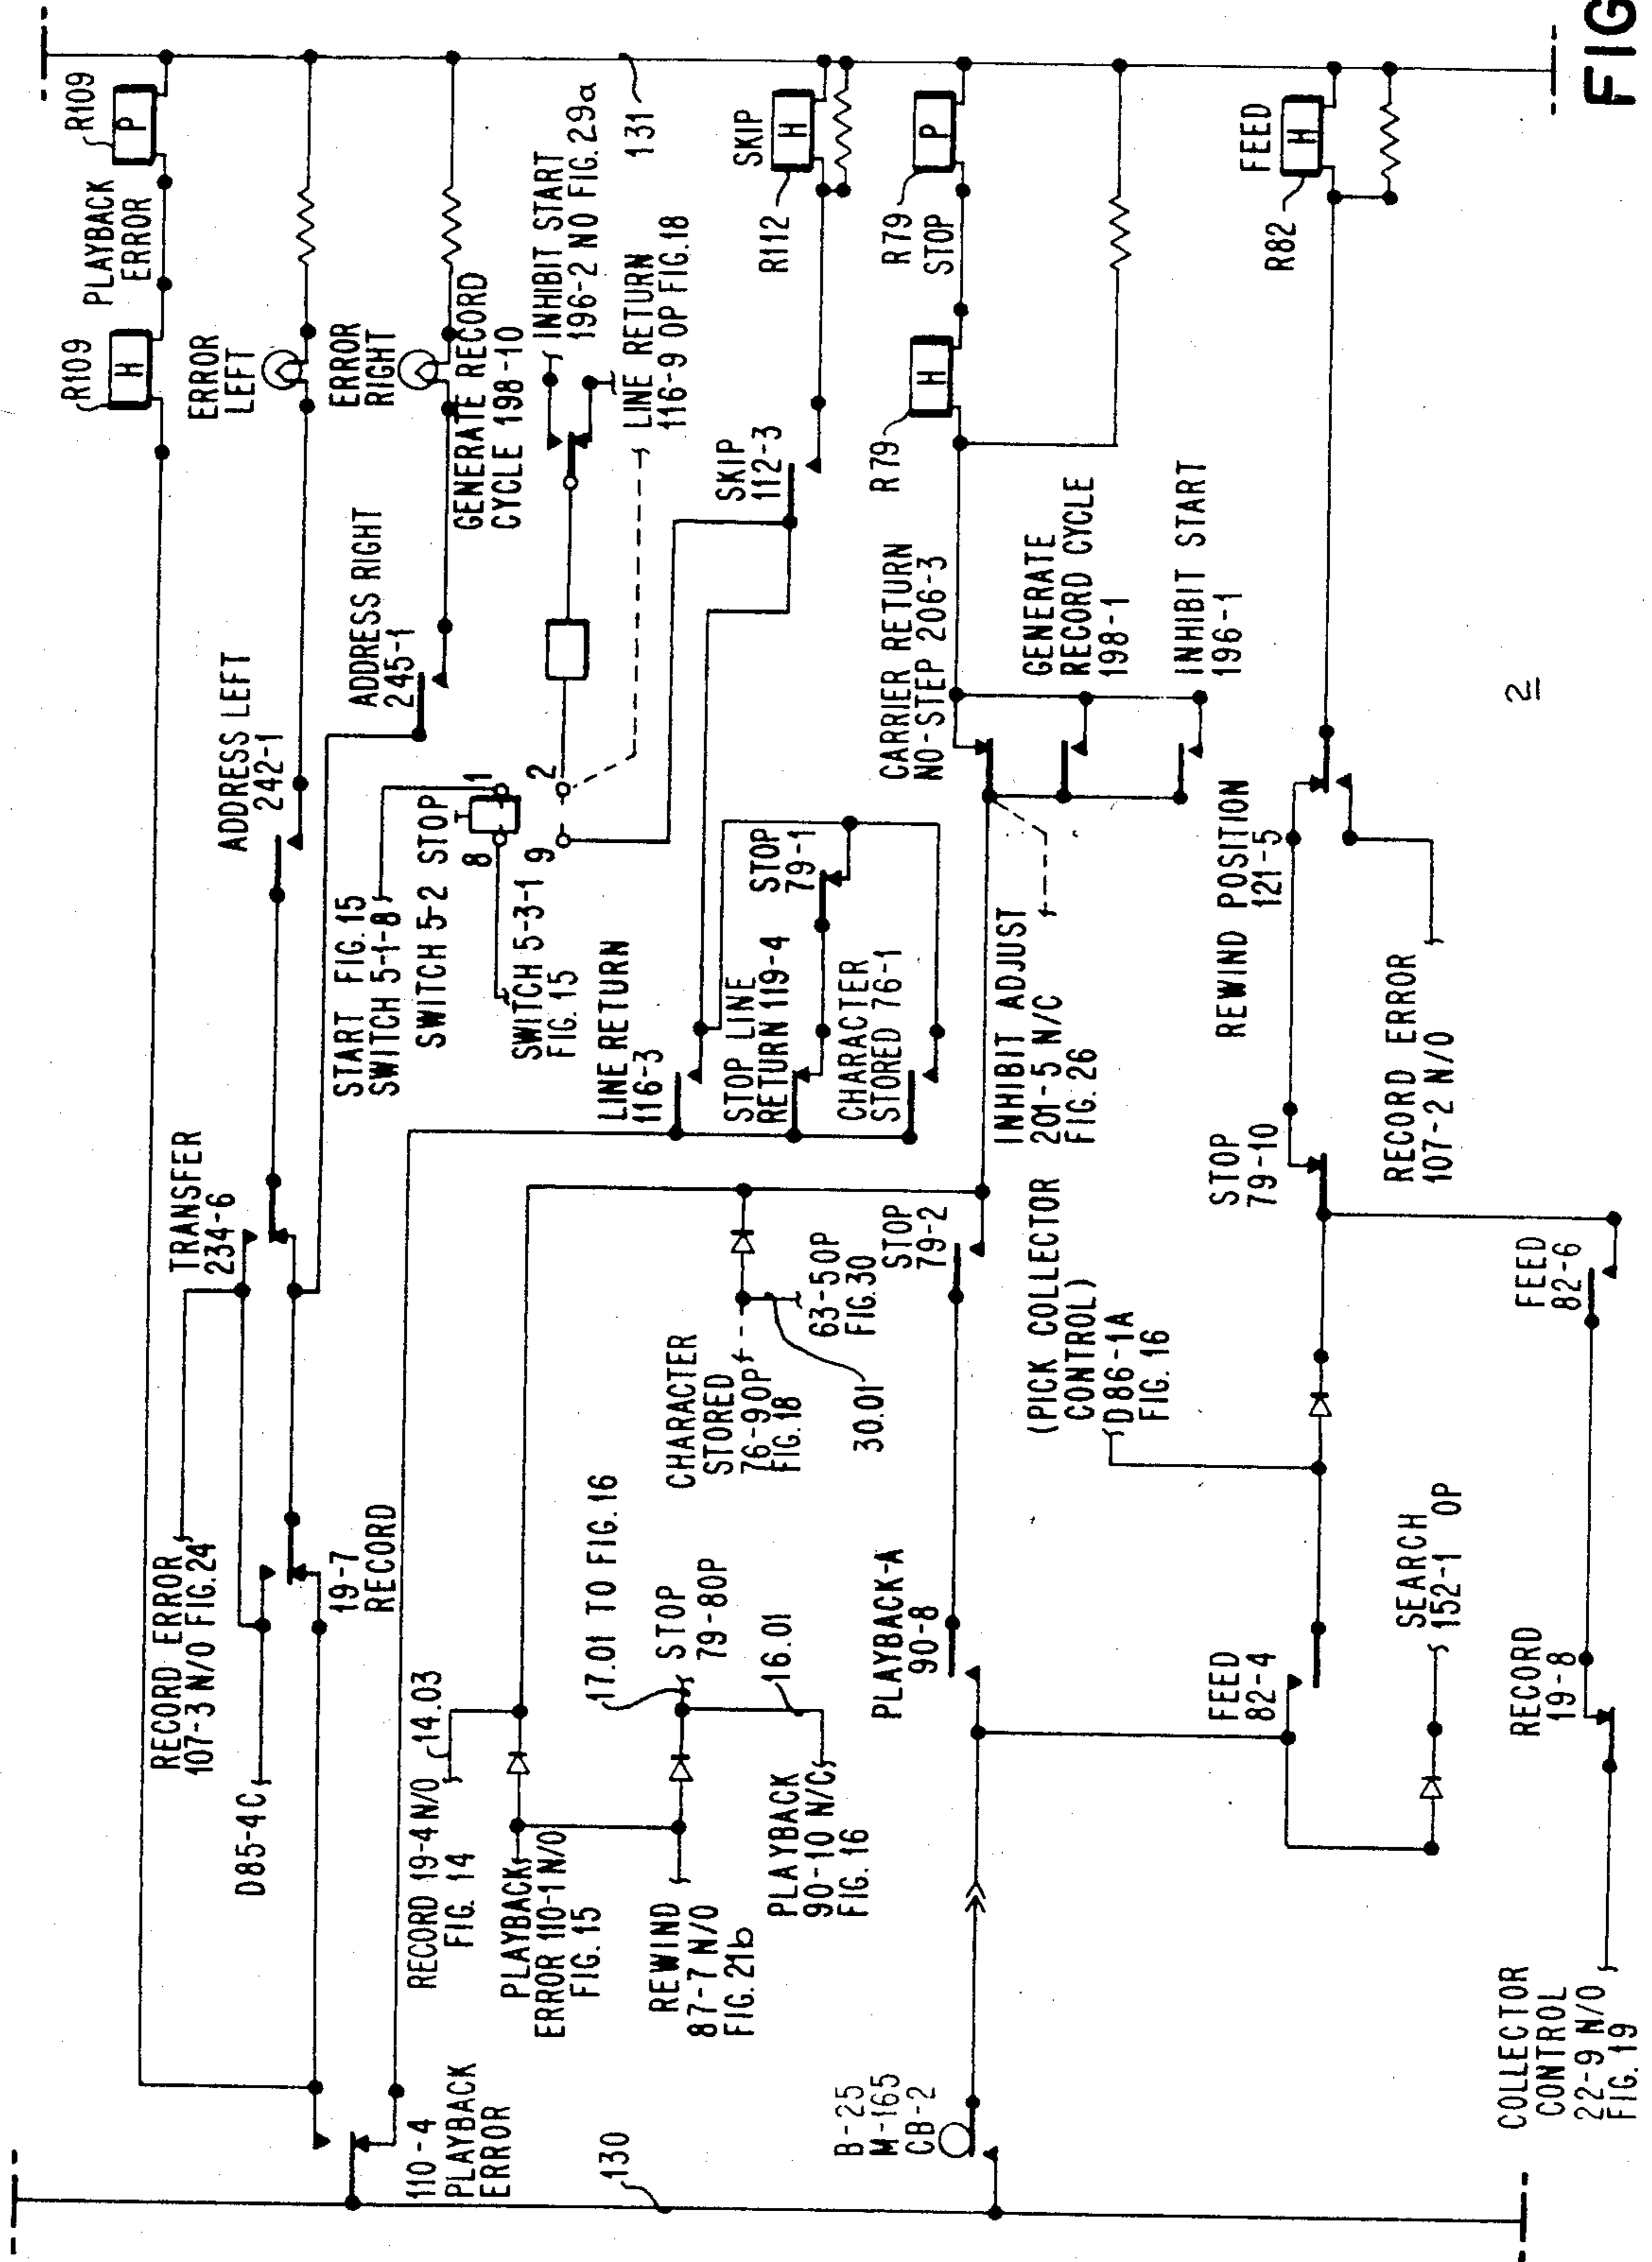 R109
P
PLAYBACK
ERROR
R109
H
ERROR
LEFT
ERROR
RIGHT
ADDRESS LEFT
242-1
ADDRESS RIGHT
245-1
GENERATE RECORD
CYCLE 198-10
INHIBIT START
196-2 NO FIG.29a
LINE RETURN
116-9 OP FIG.18
131
TRANSFER
234-6
RECORD ERROR
107-3 N/O FIG.24
D85-4C
19-7
RECORD
110-4
PLAYBACK
ERROR
START FIG.15
SWITCH 5-1-8
SWITCH 5-2 STOP
8
1
9
2
SWITCH 5-3-1
FIG.15
SKIP
H
R112
SKIP
112-3
LINE RETURN
116-3
STOP LINE
RETURN 119-4
STOP
79-1
CHARACTER
STORED 76-1
RECORD 19-4 N/O
FIG. 14
14.03
PLAYBACK
ERROR 110-1 N/O
FIG. 15
REWIND
87-7 N/O
FIG. 21b
17.01 TO FIG.16
STOP
79-8OP
16.01
PLAYBACK
90-10 N/C
FIG.16
CHARACTER
STORED
76-9OP
FIG.18
63-5OP
FIG.30
30.01
R79
P
STOP
R79
H
CARRIER RETURN
NO-STEP 206-3
GENERATE
RECORD CYCLE
198-1
INHIBIT START
196-1
INHIBIT ADJUST
201-5 N/C
FIG.26
STOP
79-2
PLAYBACK-A
90-8
130
B-25
M-165
CB-2
(PICK COLLECTOR
CONTROL)
D86-1A
FIG.16
FEED
82-4
SEARCH
152-1 OP
FEED
H
R82
REWIND POSITION
121-5
STOP
79-10
RECORD ERROR
107-2 N/O
FEED
82-6
RECORD
19-8
COLLECTOR
CONTROL
22-9 N/O
FIG.19
2
FIG